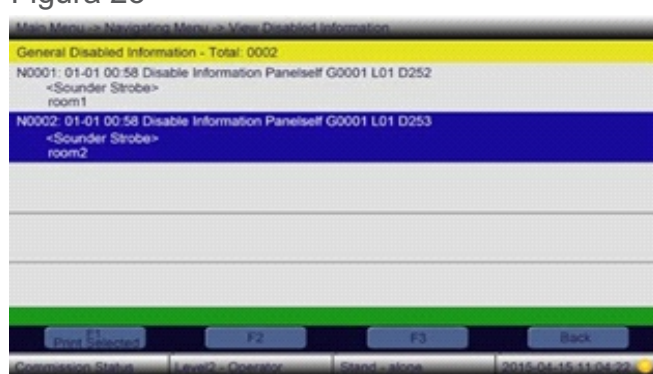 Figura 28
Main Menu -> Navigating Menu -> View Disabled Information
General Disabled Information - Total: 0002
N0001: 01-01 00:58 Disable Information Panelself G0001 L01 D252
<Sounder Strobe>
room1
N0002: 01-01 00:58 Disable Information Panelself G0001 L01 D253
<Sounder Strobe>
room2
F1 F2 F3 Back
Print Selected
Commission Status Level2 - Operator Stand - alone 2015-04-15 11:04:22